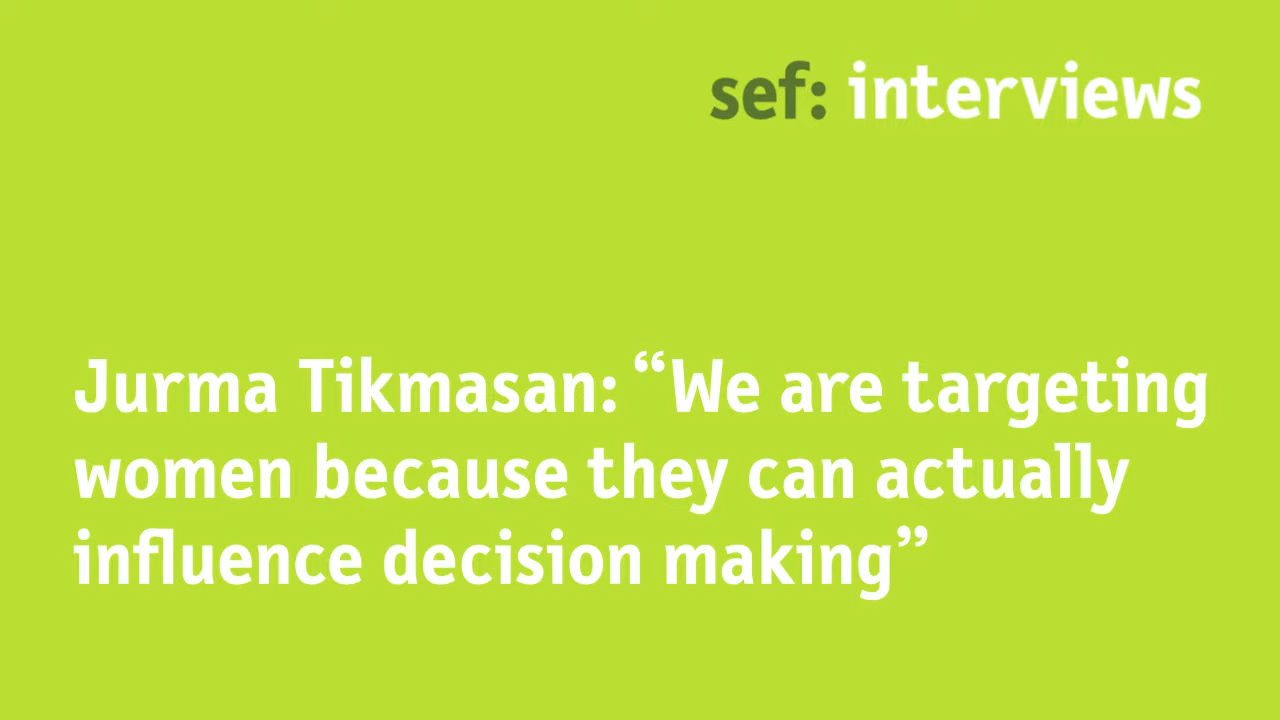 sef: interviews
Jurma Tikmasan: “We are targeting
women because they can actually
influence decision making”